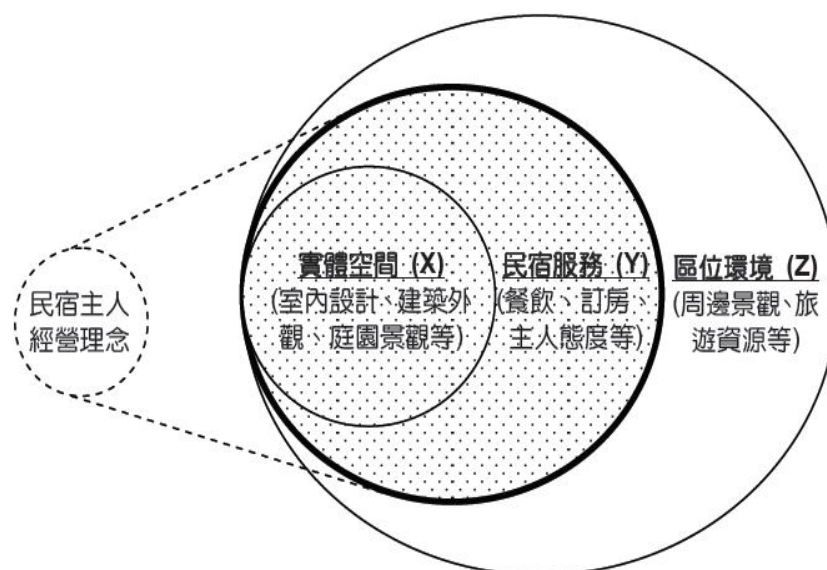 民宿主人
經營理念
實體空間 (X)
(室內設計、建築外
觀、庭園景觀等)
民宿服務 (Y)
(餐飲、訂房、
主人態度等)
區位環境 (Z)
(周邊景觀、旅
遊資源等)